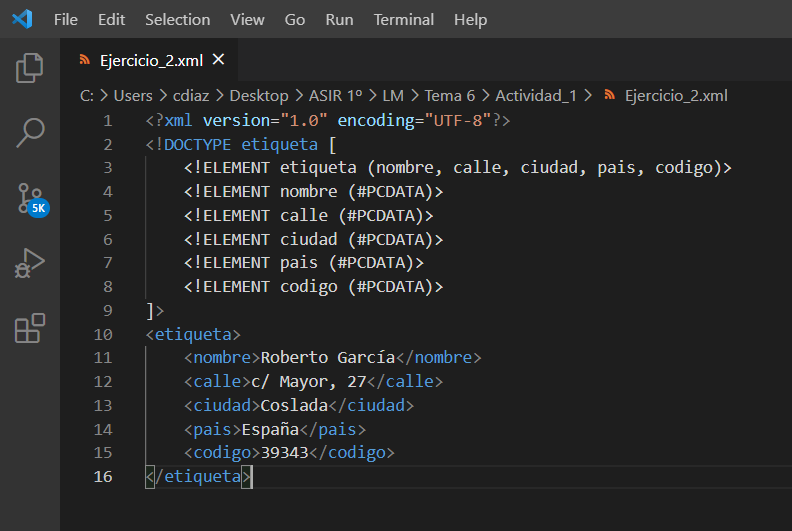 File Edit Selection View Go Run Terminal Help
Ejercicio_2.xml ×
C: > Users > cdiaz > Desktop > ASIR 1º > LM > Tema 6 > Actividad_1 > Ejercicio_2.xml
1 <?xml version="1.0" encoding="UTF-8"?>
2 <!DOCTYPE etiqueta [
3 <!ELEMENT etiqueta (nombre, calle, ciudad, pais, codigo)>
4 <!ELEMENT nombre (#PCDATA)>
5 <!ELEMENT calle (#PCDATA)>
6 <!ELEMENT ciudad (#PCDATA)>
7 <!ELEMENT pais (#PCDATA)>
8 <!ELEMENT codigo (#PCDATA)>
9 ]>
10 <etiqueta>
11 <nombre>Roberto García</nombre>
12 <calle>c/ Mayor, 27</calle>
13 <ciudad>Coslada</ciudad>
14 <pais>España</pais>
15 <codigo>39343</codigo>
16 </etiqueta>
5K